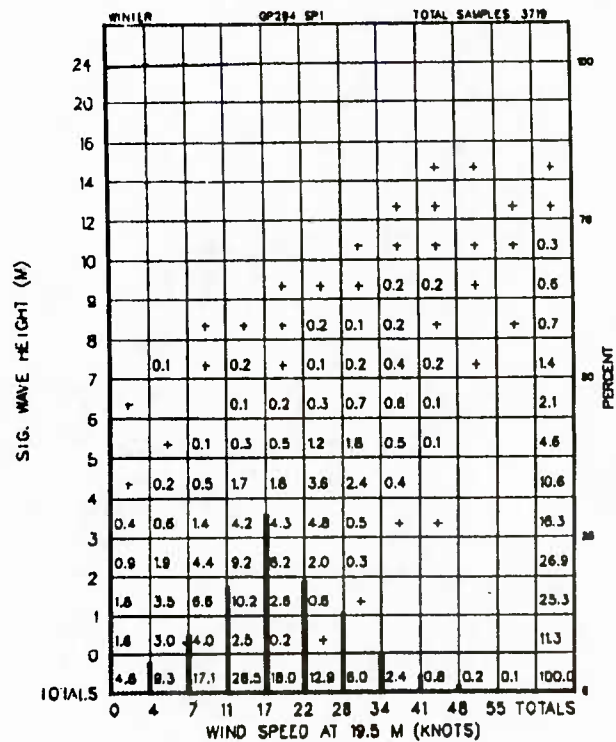 WINTER GP284 SP1 TOTAL SAMPLES 3719
24 100
20
16
+ + +
14
+ + + +
12
+ + + + + 0.3
10
+ + + 0.2 0.2 + 0.6
9
+ + + 0.2 0.1 0.2 + + 0.7
8
0.1 + 0.2 + 0.1 0.2 0.4 0.2 + 1.4
7
+ 0.1 0.2 0.3 0.7 0.6 0.1 2.1
6
+ 0.1 0.3 0.5 1.2 1.8 0.5 0.1 4.6
5
+ 0.2 0.5 1.7 1.8 3.6 2.4 0.4 10.6
4
0.4 0.6 1.4 4.2 4.3 4.8 0.5 + + 16.3
3 25
0.9 1.9 4.4 9.2 8.2 2.0 0.3 26.9
2
1.8 3.5 6.6 10.2 2.6 0.6 + 25.3
1
1.6 3.0 4.0 2.5 0.2 + 11.3
0
4.8 9.3 17.1 28.5 18.0 12.9 6.0 2.4 0.8 0.2 0.1 100.0
TOTALS
0 4 7 11 17 22 28 34 41 48 55 TOTALS
WIND SPEED AT 19.5 M (KNOTS)
SIG. WAVE HEIGHT (M)
PERCENT